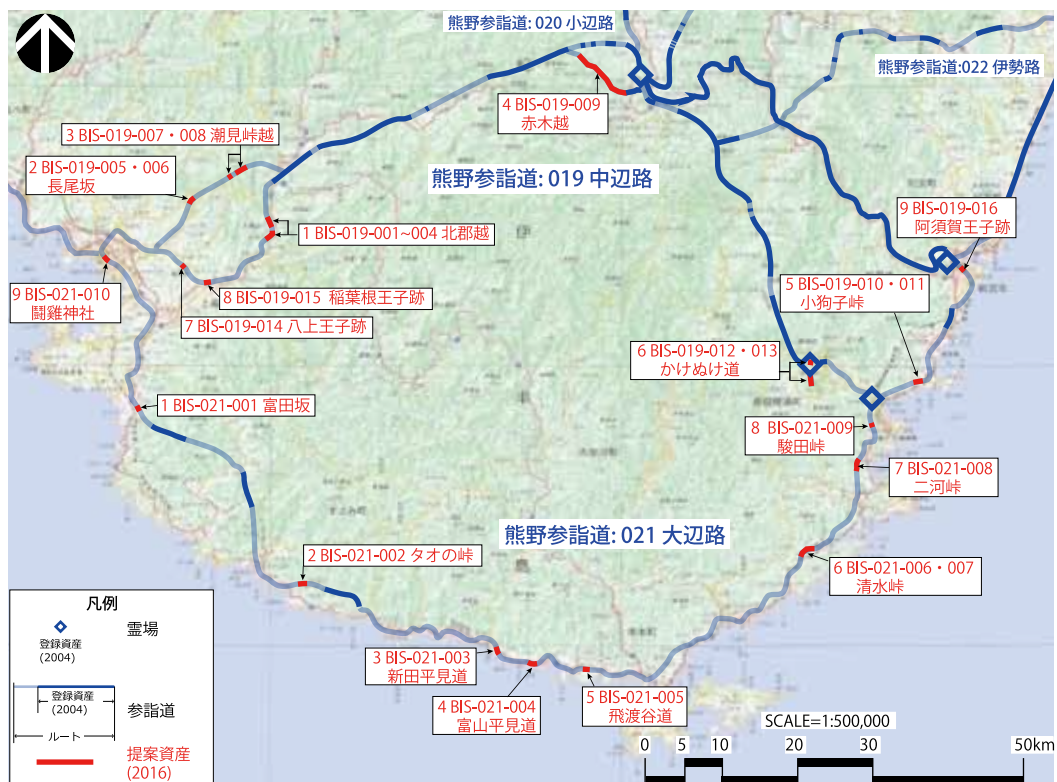 熊野参詣道: 020 小辺路
熊野参詣道:022 伊勢路
4 BIS-019-009
赤木越
3 BIS-019-007・008 潮見峠越
2 BIS-019-005・006
長尾坂
熊野参詣道: 019 中辺路
1 BIS-019-001~004 北郡越
9 BIS-019-016
阿須賀王子跡
5 BIS-019-010・011
小狗子峠
9 BIS-021-010
鬪雞神社
8 BIS-019-015 稲葉根王子跡
7 BIS-019-014 八上王子跡
6 BIS-019-012・013
かけぬけ道
1 BIS-021-001 富田坂
8 BIS-021-009
駿田峠
7 BIS-021-008
二河峠
熊野参詣道: 021 大辺路
2 BIS-021-002 タオの峠
6 BIS-021-006・007
清水峠
3 BIS-021-003
新田平見道
4 BIS-021-004
富山平見道
5 BIS-021-005
飛渡谷道
凡例
霊場
登録資産
(2004)
登録資産
(2004)
参詣道
ルート
提案資産
(2016)
SCALE=1:500,000
0 5 10 20 30 50km